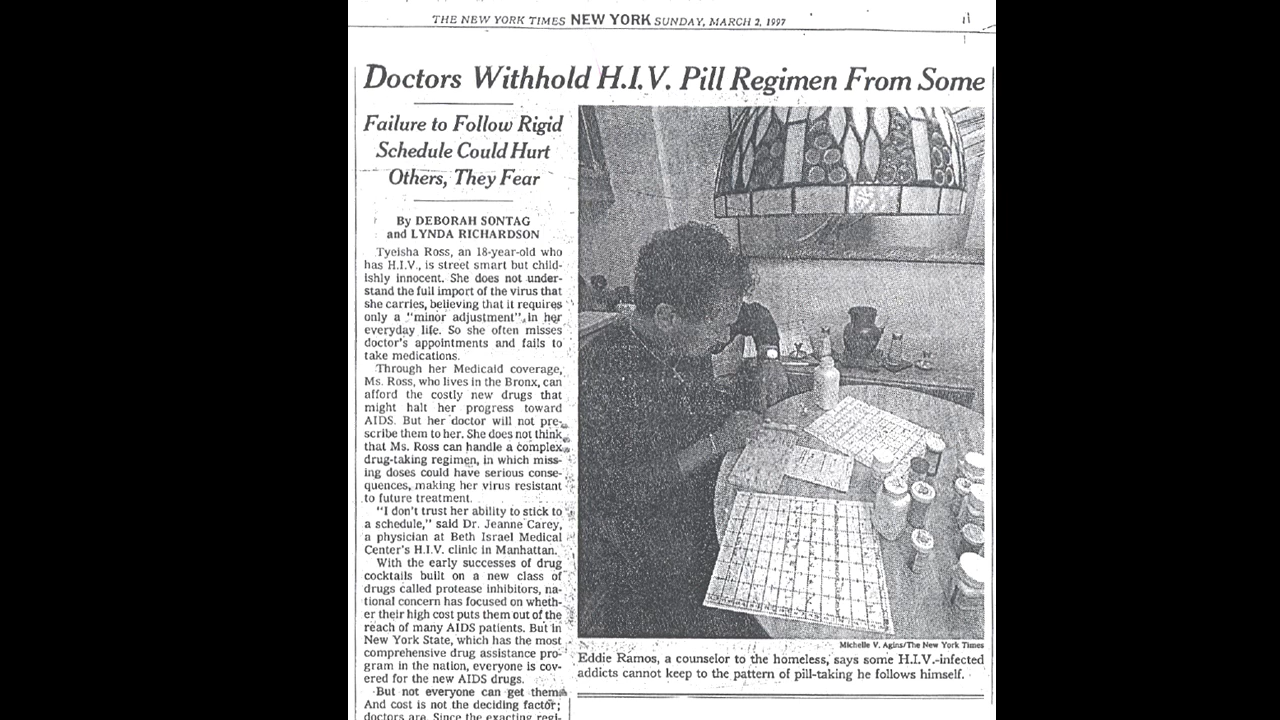 THE NEW YORK TIMES NEW YORK SUNDAY, MARCH 2, 1997
Doctors Withhold H.I.V. Pill Regimen From Some
Failure to Follow Rigid
Schedule Could Hurt
Others, They Fear
By DEBORAH SONTAG
and LYNDA RICHARDSON
Tyeisha Ross, an 18-year-old who
has H.I.V., is street smart but child-
ishly innocent. She does not under-
stand the full import of the virus that
she carries, believing that it requires
only a "minor adjustment" in her
everyday life. So she often misses
doctor's appointments and fails to
take medications.
Through her Medicaid coverage,
Ms. Ross, who lives in the Bronx, can
afford the costly new drugs that
might halt her progress toward
AIDS. But her doctor will not pre-
scribe them to her. She does not think
that Ms. Ross can handle a complex
drug-taking regimen, in which miss-
ing doses could have serious conse-
quences, making her virus resistant
to future treatment.
"I don't trust her ability to stick to
a schedule," said Dr. Jeanne Carey,
a physician at Beth Israel Medical
Center's H.I.V. clinic in Manhattan.
With the early successes of drug
cocktails built on a new class of
drugs called protease inhibitors, na-
tional concern has focused on wheth-
er their high cost puts them out of the
reach of many AIDS patients. But in
New York State, which has the most
comprehensive drug assistance pro-
gram in the nation, everyone is cov-
ered for the new AIDS drugs.
But not everyone can get them.
And cost is not the deciding factor;
doctors are. Since the exacting regi-
Michelle V. Agins/The New York Times
Eddie Ramos, a counselor to the homeless, says some H.I.V.-infected
addicts cannot keep to the pattern of pill-taking he follows himself.